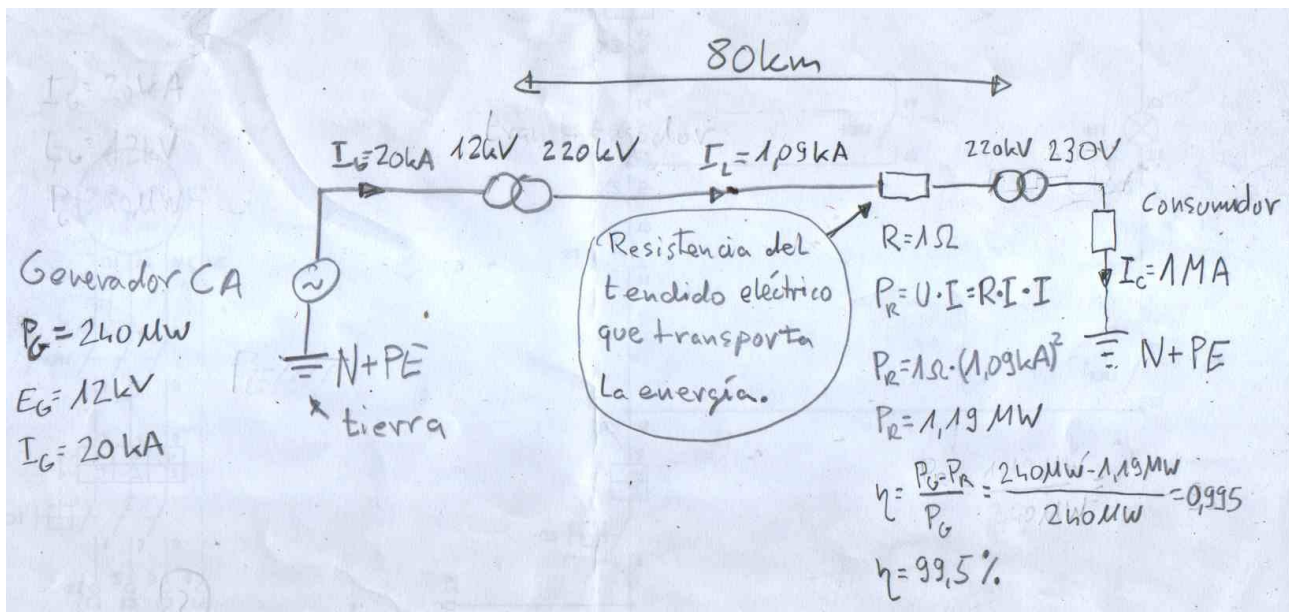 80km
I_G=20kA 12kV 220kV I_L=1,09kA 220kV 230V
Generador CA
P_G=240MW
E_G=12kV
I_G=20kA
N+PE
tierra
Resistencia del
tendido eléctrico
que transporta
La energía.
R=1Ω
P_R=U·I=R·I·I
P_R=1Ω·(1,09kA)²
P_R=1,19MW
η=P_G-P_R/P_G=240MW-1,19MW/240MW=0,995
η=99,5%
Consumidor
I_C=1MA
N+PE